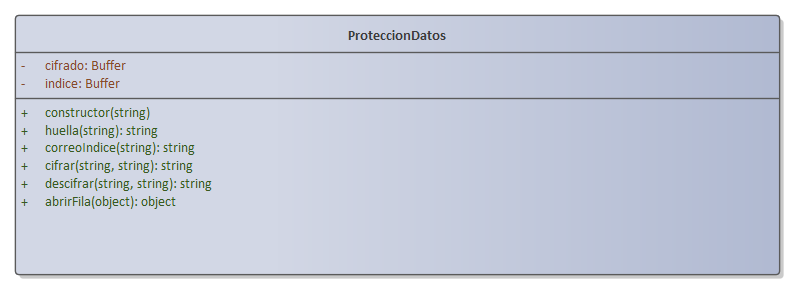 ProteccionDatos
- cifrado: Buffer
- indice: Buffer
+ constructor(string)
+ huella(string): string
+ correoIndice(string): string
+ cifrar(string, string): string
+ descifrar(string, string): string
+ abrirFila(object): object